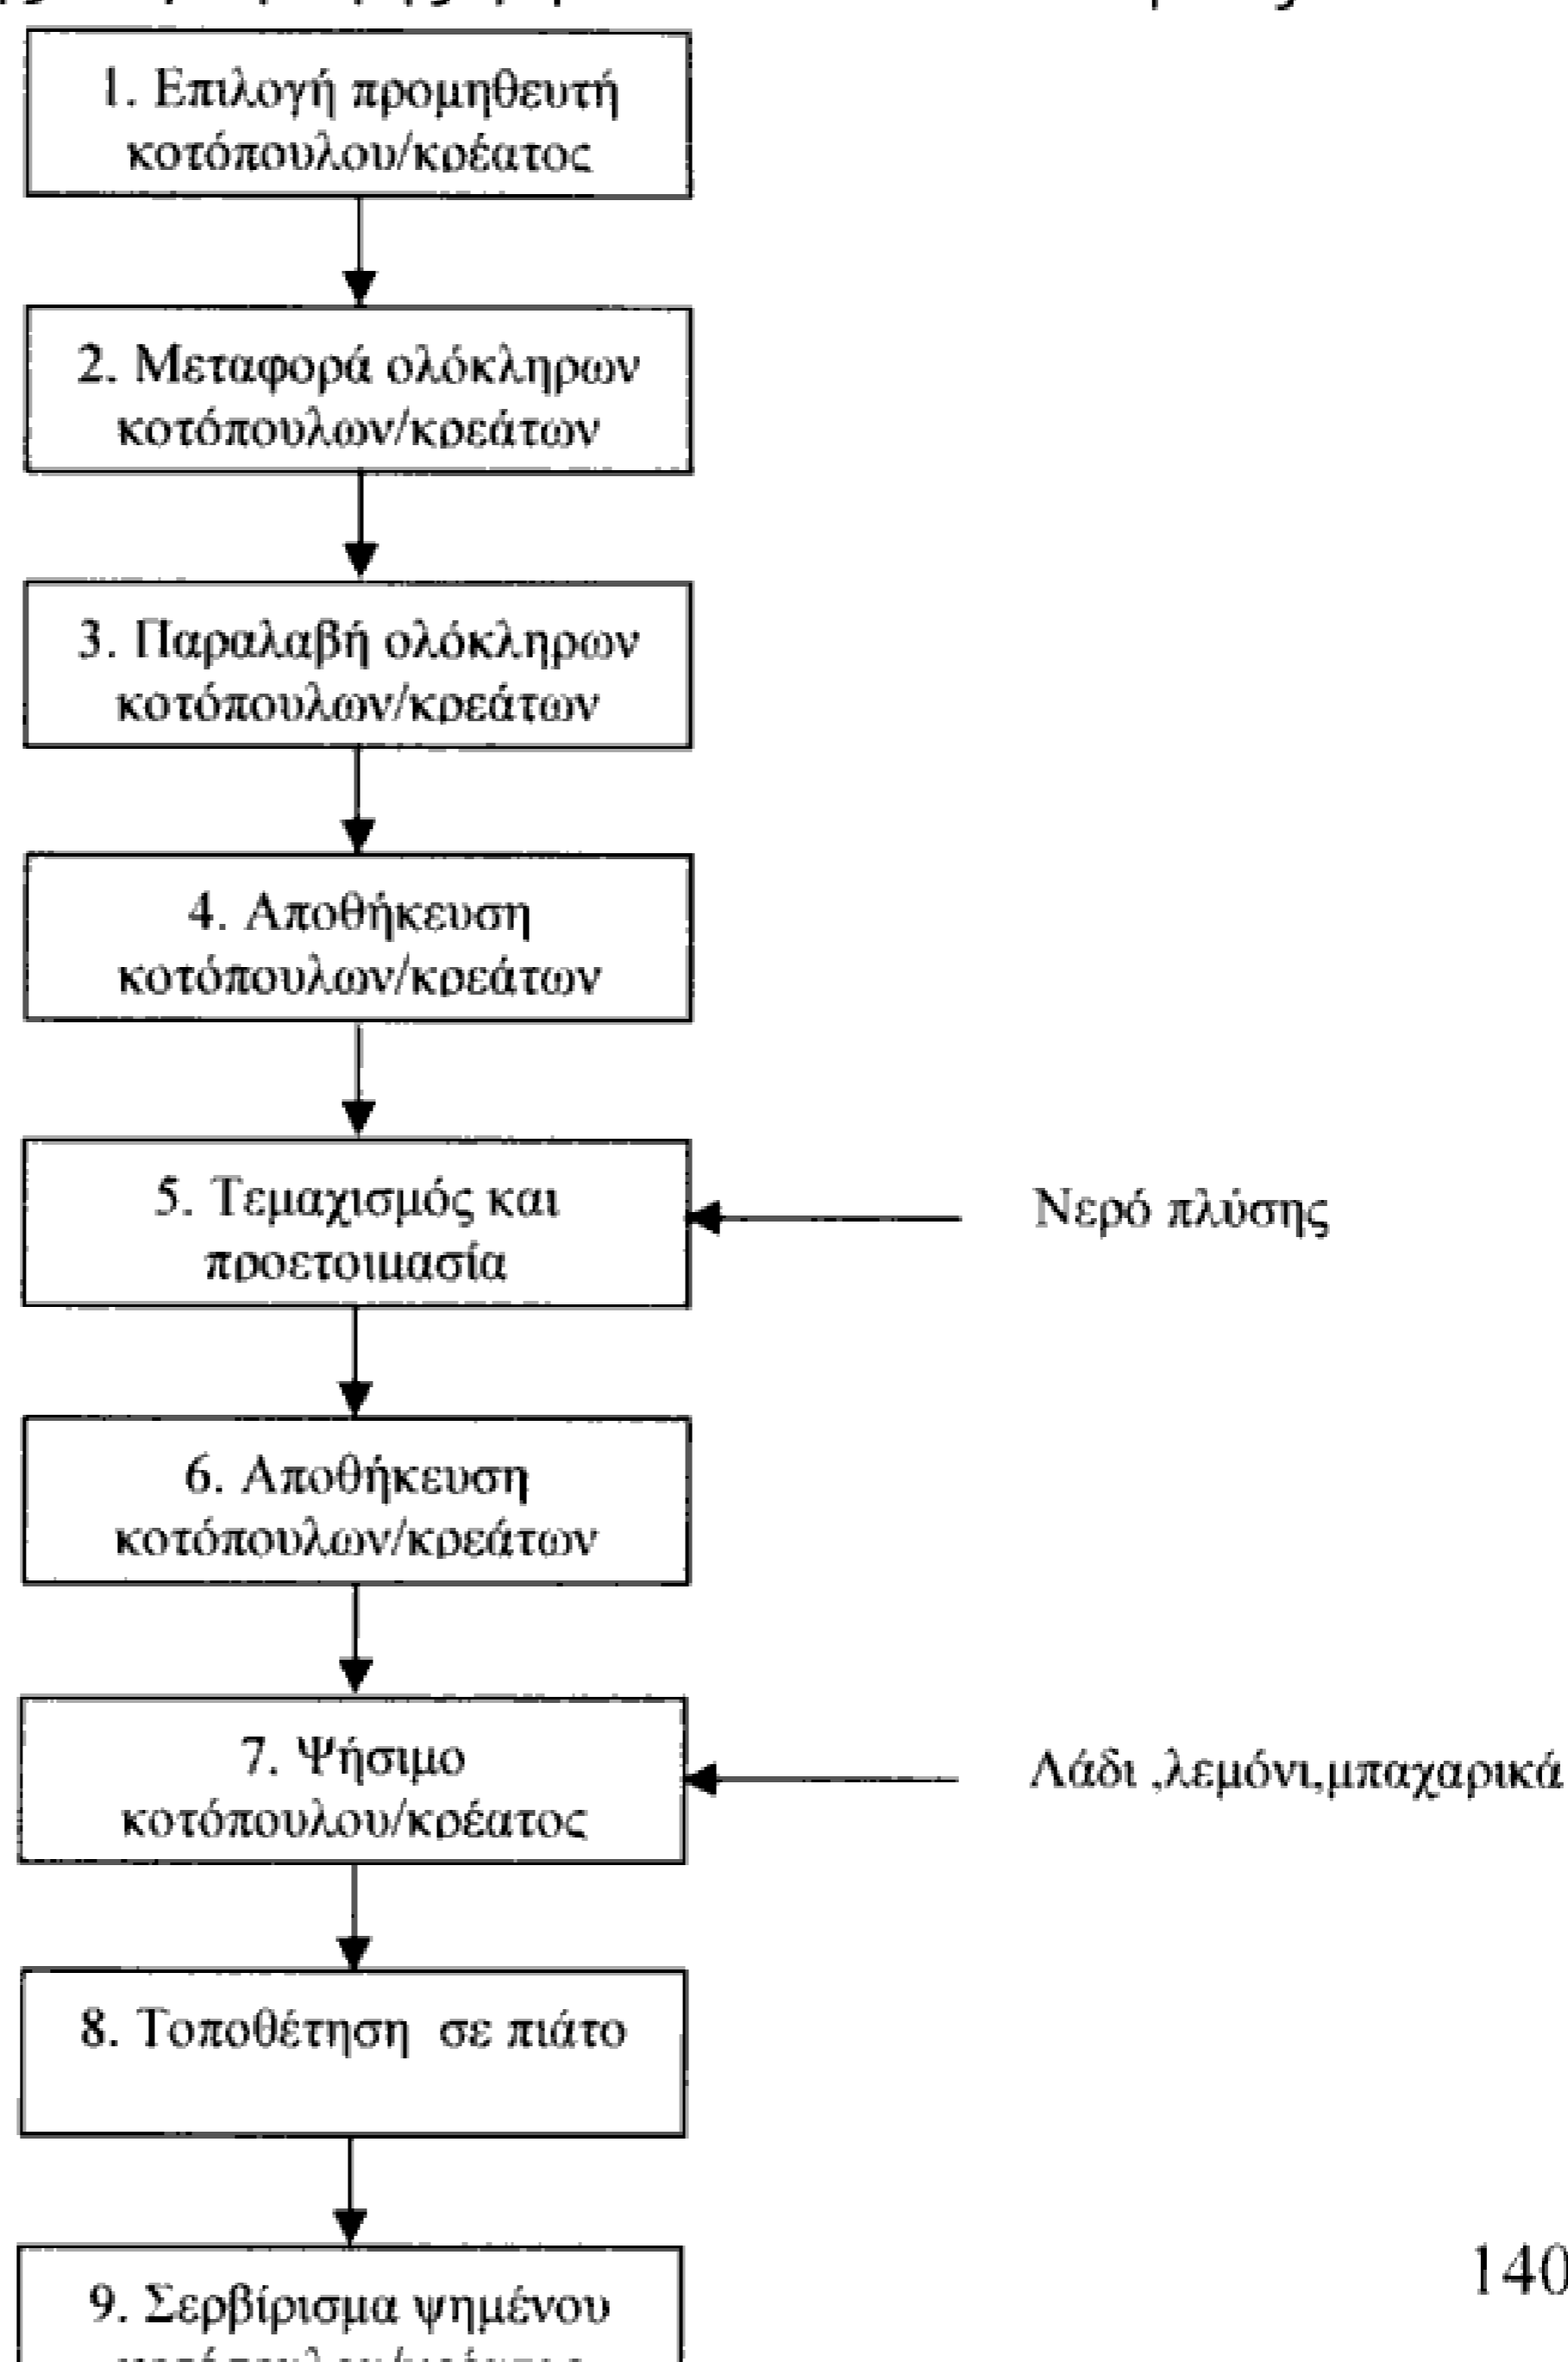 1. Επιλογή προμηθευτή
κοτόπουλου/κρέατος
2. Μεταφορά ολόκληρων
κοτόπουλων/κρεάτων
3. Παραλαβή ολόκληρων
κοτόπουλων/κρεάτων
4. Αποθήκευση
κοτόπουλων/κρεάτων
5. Τεμαχισμός και
προετοιμασία
Νερό πλύσης
6. Αποθήκευση
κοτόπουλων/κρεάτων
7. Ψήσιμο
κοτόπουλου/κρέατος
Λάδι ,λεμόνι,μπαχαρικά
8. Τοποθέτηση  σε πιάτο
140
9. Σερβίρισμα ψημένου